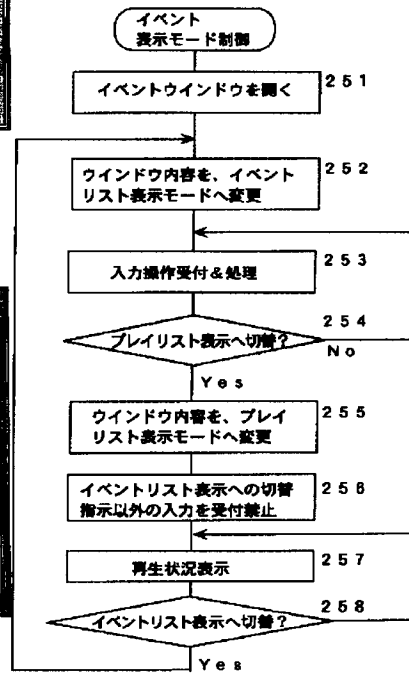 イベント
表示モード制御
イベントウインドウを開く
251
ウインドウ内容を、イベント
リスト表示モードへ変更
252
入力操作受付&処理
253
プレイリスト表示へ切替?
254
No
Yes
ウインドウ内容を、プレイ
リスト表示モードへ変更
255
イベントリスト表示への切替
指示以外の入力を受付禁止
256
再生状況表示
257
イベントリスト表示へ切替?
258
Yes